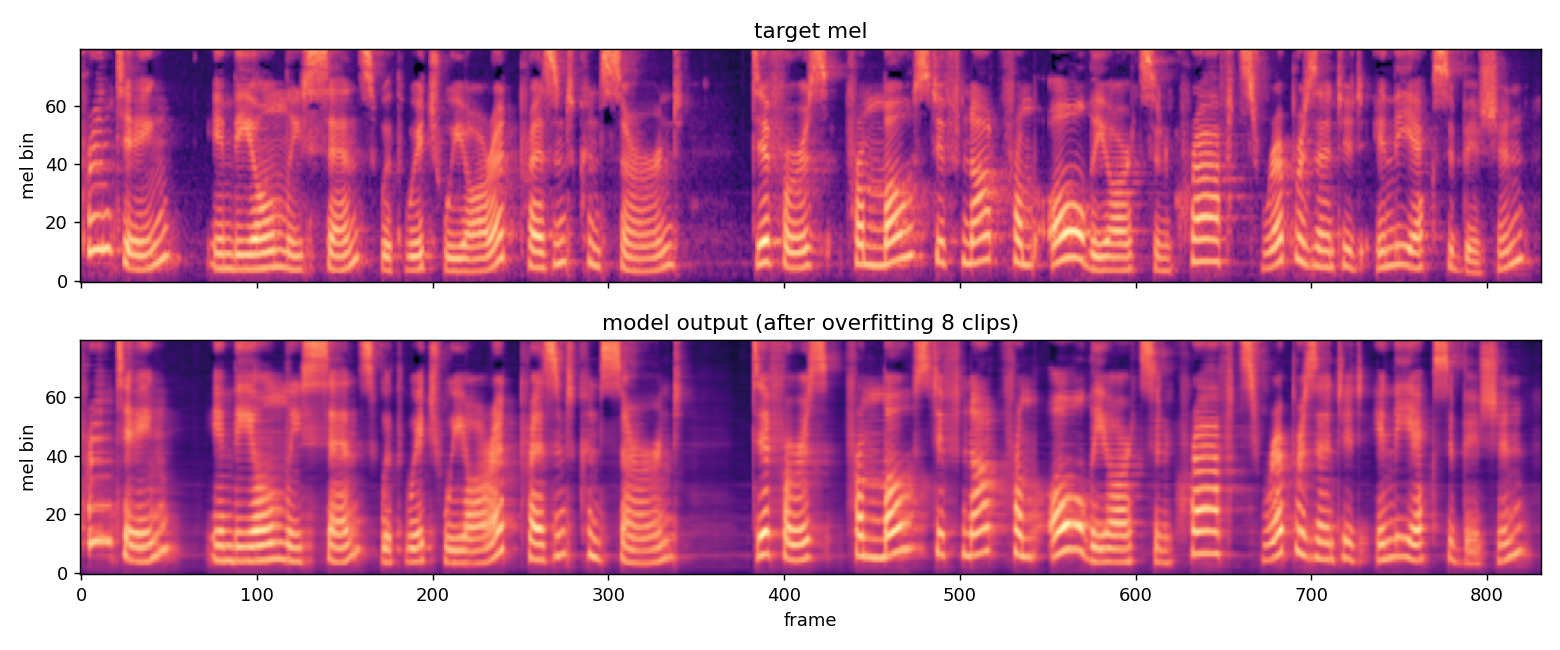 target mel
mel bin
60
40
20
0
model output (after overfitting 8 clips)
mel bin
60
40
20
0
0 100 200 300 400 500 600 700 800
frame